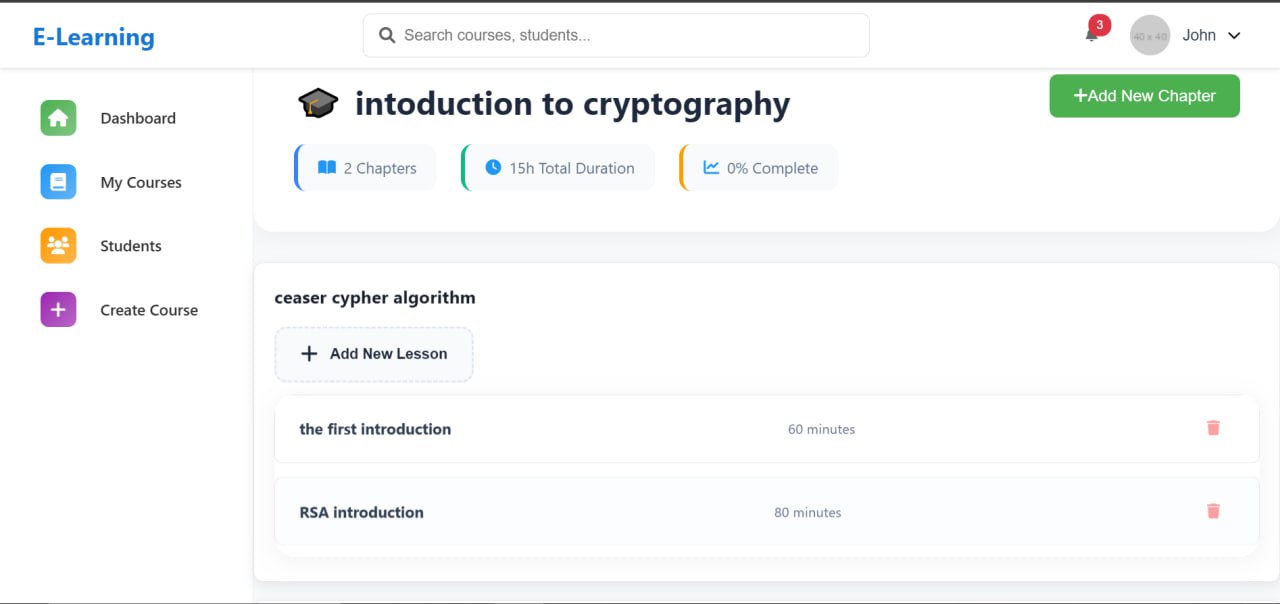 E-Learning
Search courses, students...
3
40 x 40
John
Dashboard
My Courses
Students
Create Course
intoduction to cryptography
Add New Chapter
2 Chapters
15h Total Duration
0% Complete
ceaser cypher algorithm
Add New Lesson
the first introduction
60 minutes
RSA introduction
80 minutes